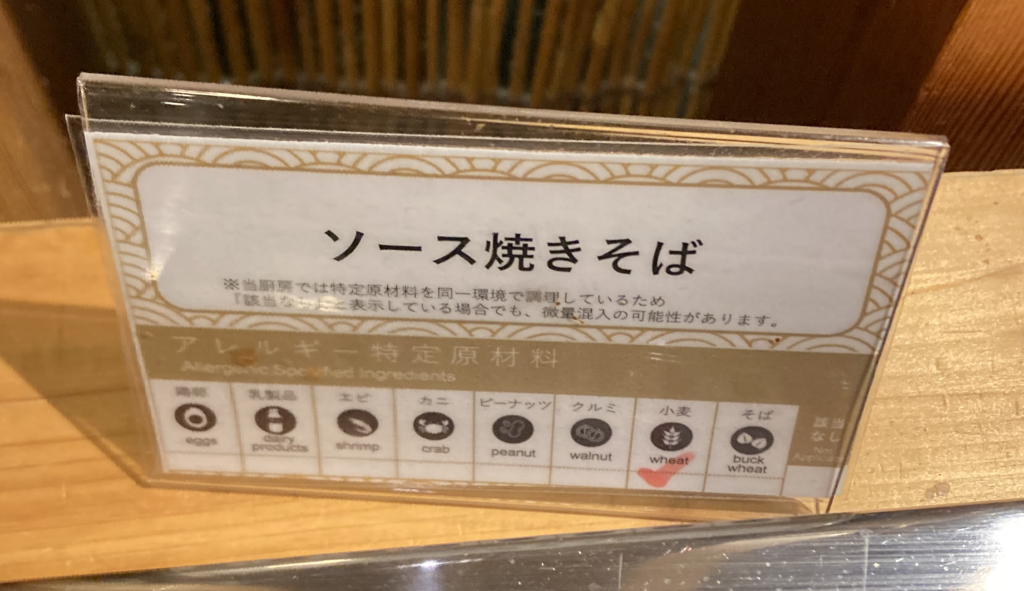 ソース焼きそば
※当厨房では特定原材料を同一環境で調理しているため
『該当なし』と表示している場合でも、微量混入の可能性があります。
アレルギー特定原材料
Allergenic Specified Ingredients
鶏卵 乳製品 エビ カニ ピーナッツ クルミ 小麦 そば 該当なし
eggs dairy products shrimp crab peanut walnut wheat buck wheat